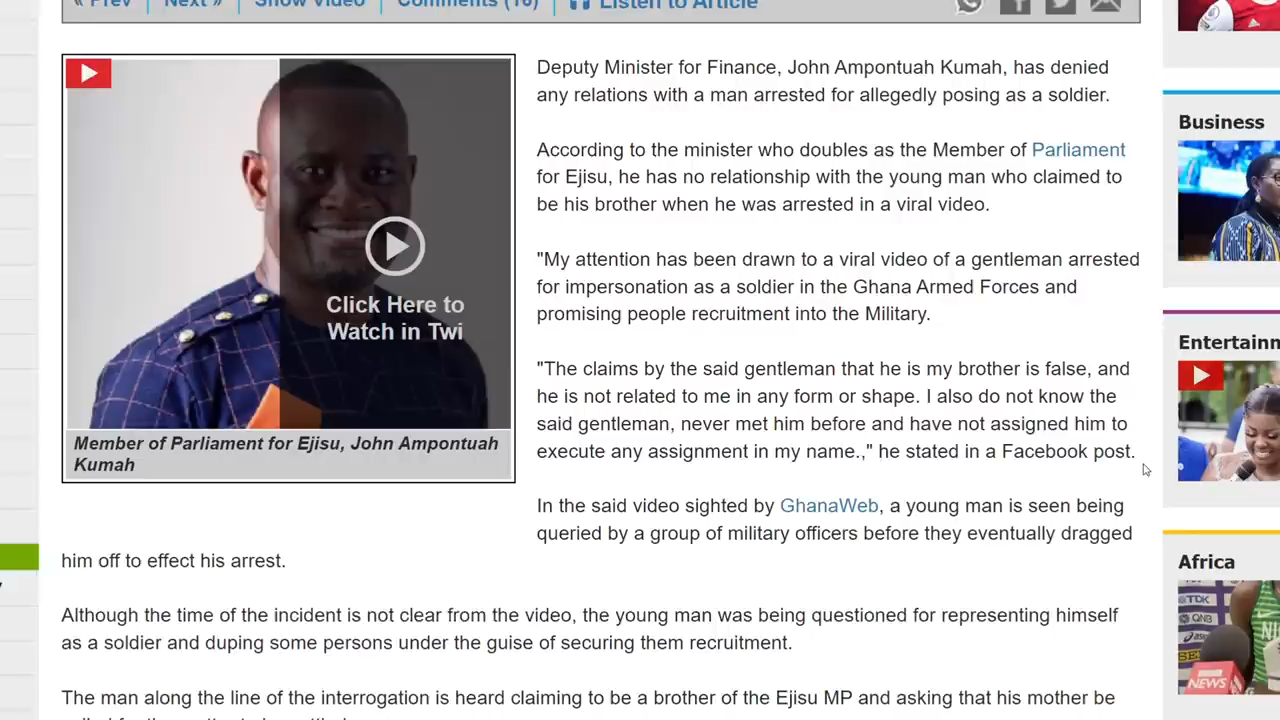 « Prev
Next »
Show Video
Comments (16)
Listen to Article
Click Here to
Watch in Twi
Member of Parliament for Ejisu, John Ampontuah
Kumah
Deputy Minister for Finance, John Ampontuah Kumah, has denied
any relations with a man arrested for allegedly posing as a soldier.
According to the minister who doubles as the Member of Parliament
for Ejisu, he has no relationship with the young man who claimed to
be his brother when he was arrested in a viral video.
"My attention has been drawn to a viral video of a gentleman arrested
for impersonation as a soldier in the Ghana Armed Forces and
promising people recruitment into the Military.
"The claims by the said gentleman that he is my brother is false, and
he is not related to me in any form or shape. I also do not know the
said gentleman, never met him before and have not assigned him to
execute any assignment in my name.," he stated in a Facebook post.
In the said video sighted by GhanaWeb, a young man is seen being
queried by a group of military officers before they eventually dragged
him off to effect his arrest.
Although the time of the incident is not clear from the video, the young man was being questioned for representing himself
as a soldier and duping some persons under the guise of securing them recruitment.
The man along the line of the interrogation is heard claiming to be a brother of the Ejisu MP and asking that his mother be
Business
Entertainm
Africa
TDK
QNB
NEWS